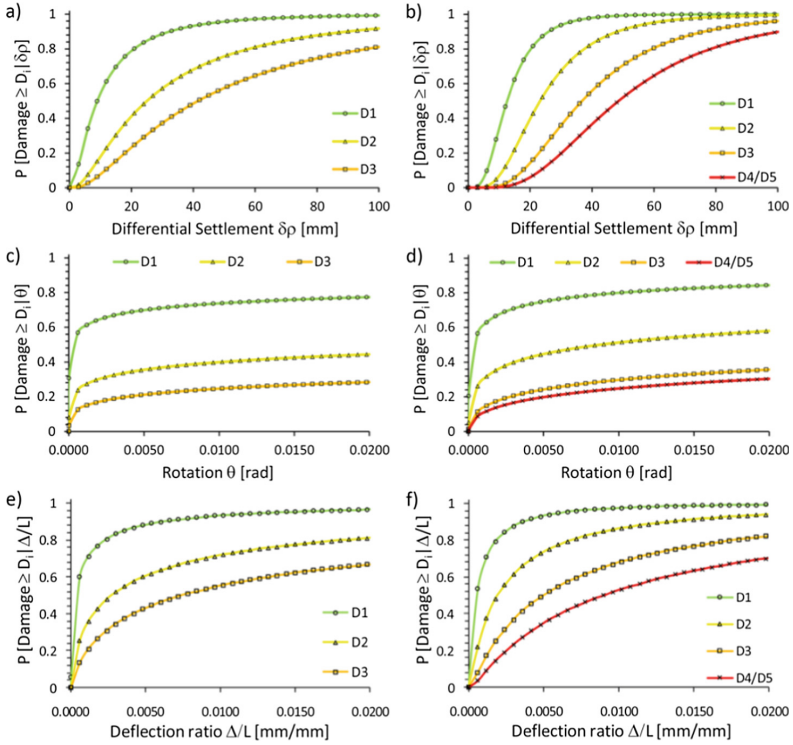 a)
P [Damage ≥ Di|δρ]
1
0.8
0.6
0.4
0.2
0
D1
D2
D3
0 20 40 60 80 100
Differential Settlement δρ [mm]
b)
P [Damage ≥ Di|δρ]
1
0.8
0.6
0.4
0.2
0
D1
D2
D3
D4/D5
0 20 40 60 80 100
Differential Settlement δρ [mm]
c)
D1 D2 D3
P [Damage ≥ Di|θ]
1
0.8
0.6
0.4
0.2
0
0.0000 0.0050 0.0100 0.0150 0.0200
Rotation θ [rad]
d)
D1 D2 D3 D4/D5
P [Damage ≥ Di|θ]
1
0.8
0.6
0.4
0.2
0
0.0000 0.0050 0.0100 0.0150 0.0200
Rotation θ [rad]
e)
P [Damage ≥ Di|Δ/L]
1
0.8
0.6
0.4
0.2
0
D1
D2
D3
0.0000 0.0050 0.0100 0.0150 0.0200
Deflection ratio Δ/L [mm/mm]
f)
P [Damage ≥ Di|Δ/L]
1
0.8
0.6
0.4
0.2
0
D1
D2
D3
D4/D5
0.0000 0.0050 0.0100 0.0150 0.0200
Deflection ratio Δ/L [mm/mm]